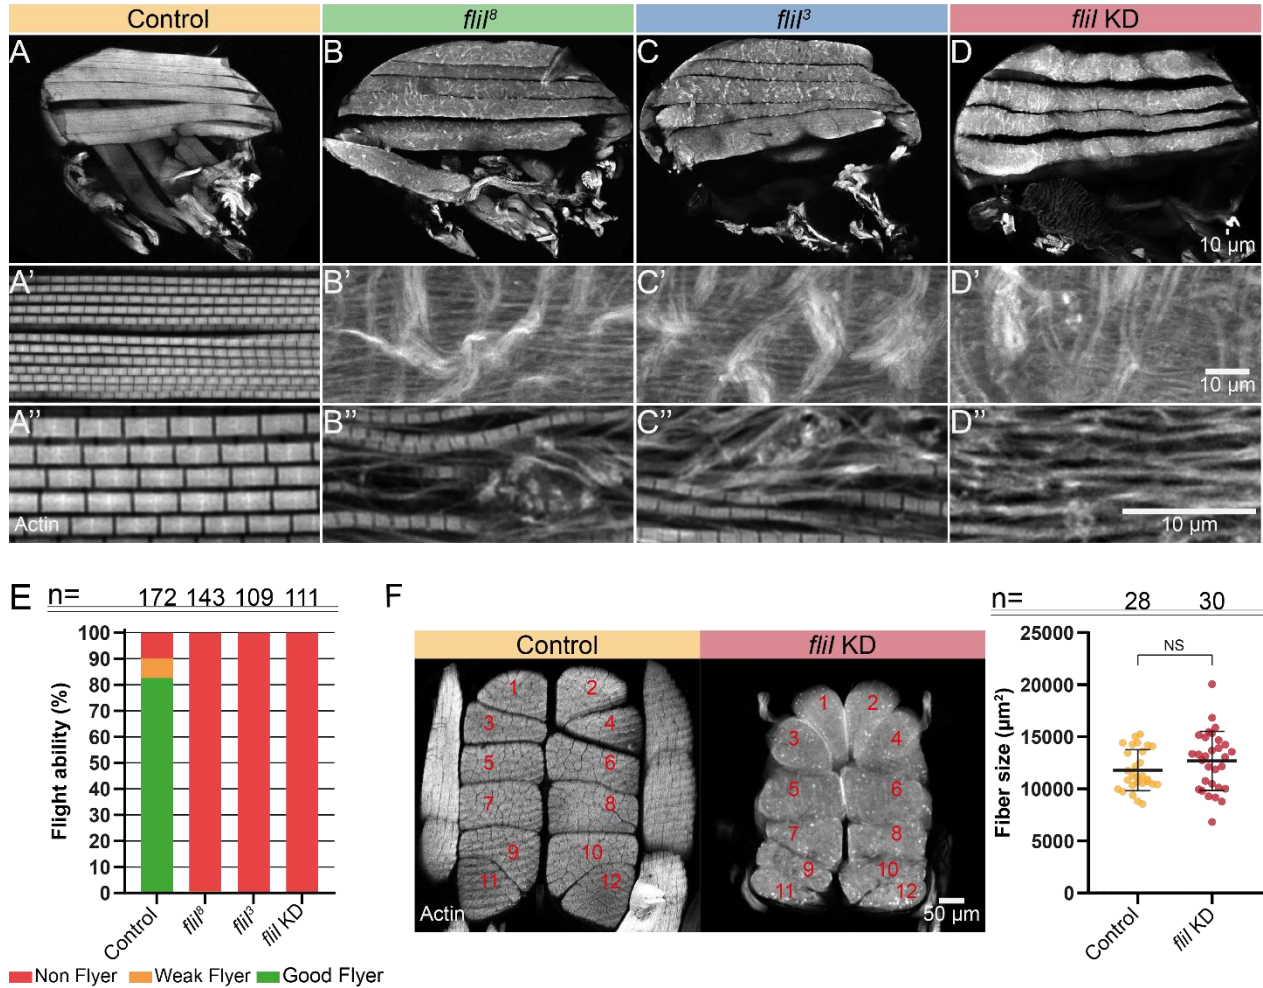 Control
fliI⁸
fliI³
fliI KD
A
B
C
D
10 µm
A’
B’
C’
D’
10 µm
A’’
B’’
C’’
D’’
Actin
10 µm
E
n=
172 143 109 111
Flight ability (%)
100
90
80
70
60
50
40
30
20
10
0
Control
fliI⁸
fliI³
fliI KD
Non Flyer
Weak Flyer
Good Flyer
F
Control
fliI KD
1 2
3 4
5 6
7 8
9 10
11 12
Actin
1 2
3 4
5 6
7 8
9 10
11 12
50 µm
n=
28 30
Fiber size (µm²)
25000
20000
15000
10000
5000
0
NS
Control
fliI KD